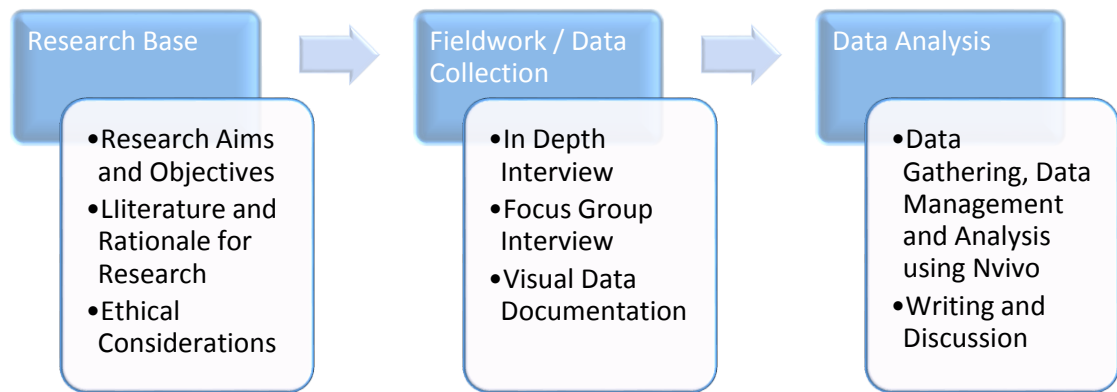 Research Base
•Research Aims
and Objectives
•Lliterature and
Rationale for
Research
•Ethical
Considerations
Fieldwork / Data
Collection
•In Depth
Interview
•Focus Group
Interview
•Visual Data
Documentation
Data Analysis
•Data
Gathering, Data
Management
and Analysis
using Nvivo
•Writing and
Discussion